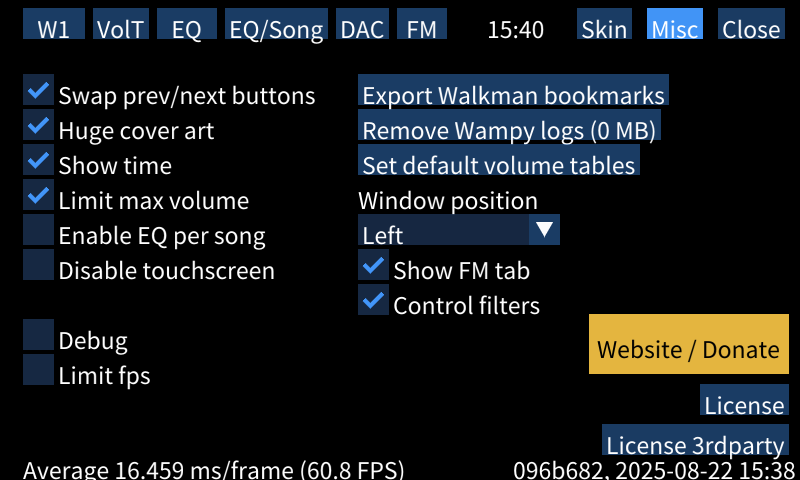 W1 VolT EQ EQ/Song DAC FM 15:40 Skin Misc Close
Swap prev/next buttons
Huge cover art
Show time
Limit max volume
Enable EQ per song
Disable touchscreen
Debug
Limit fps
Export Walkman bookmarks
Remove Wampy logs (0 MB)
Set default volume tables
Window position
Left
Show FM tab
Control filters
Website / Donate
License
License 3rdparty
Average 16.459 ms/frame (60.8 FPS)
096b682, 2025-08-22 15:38